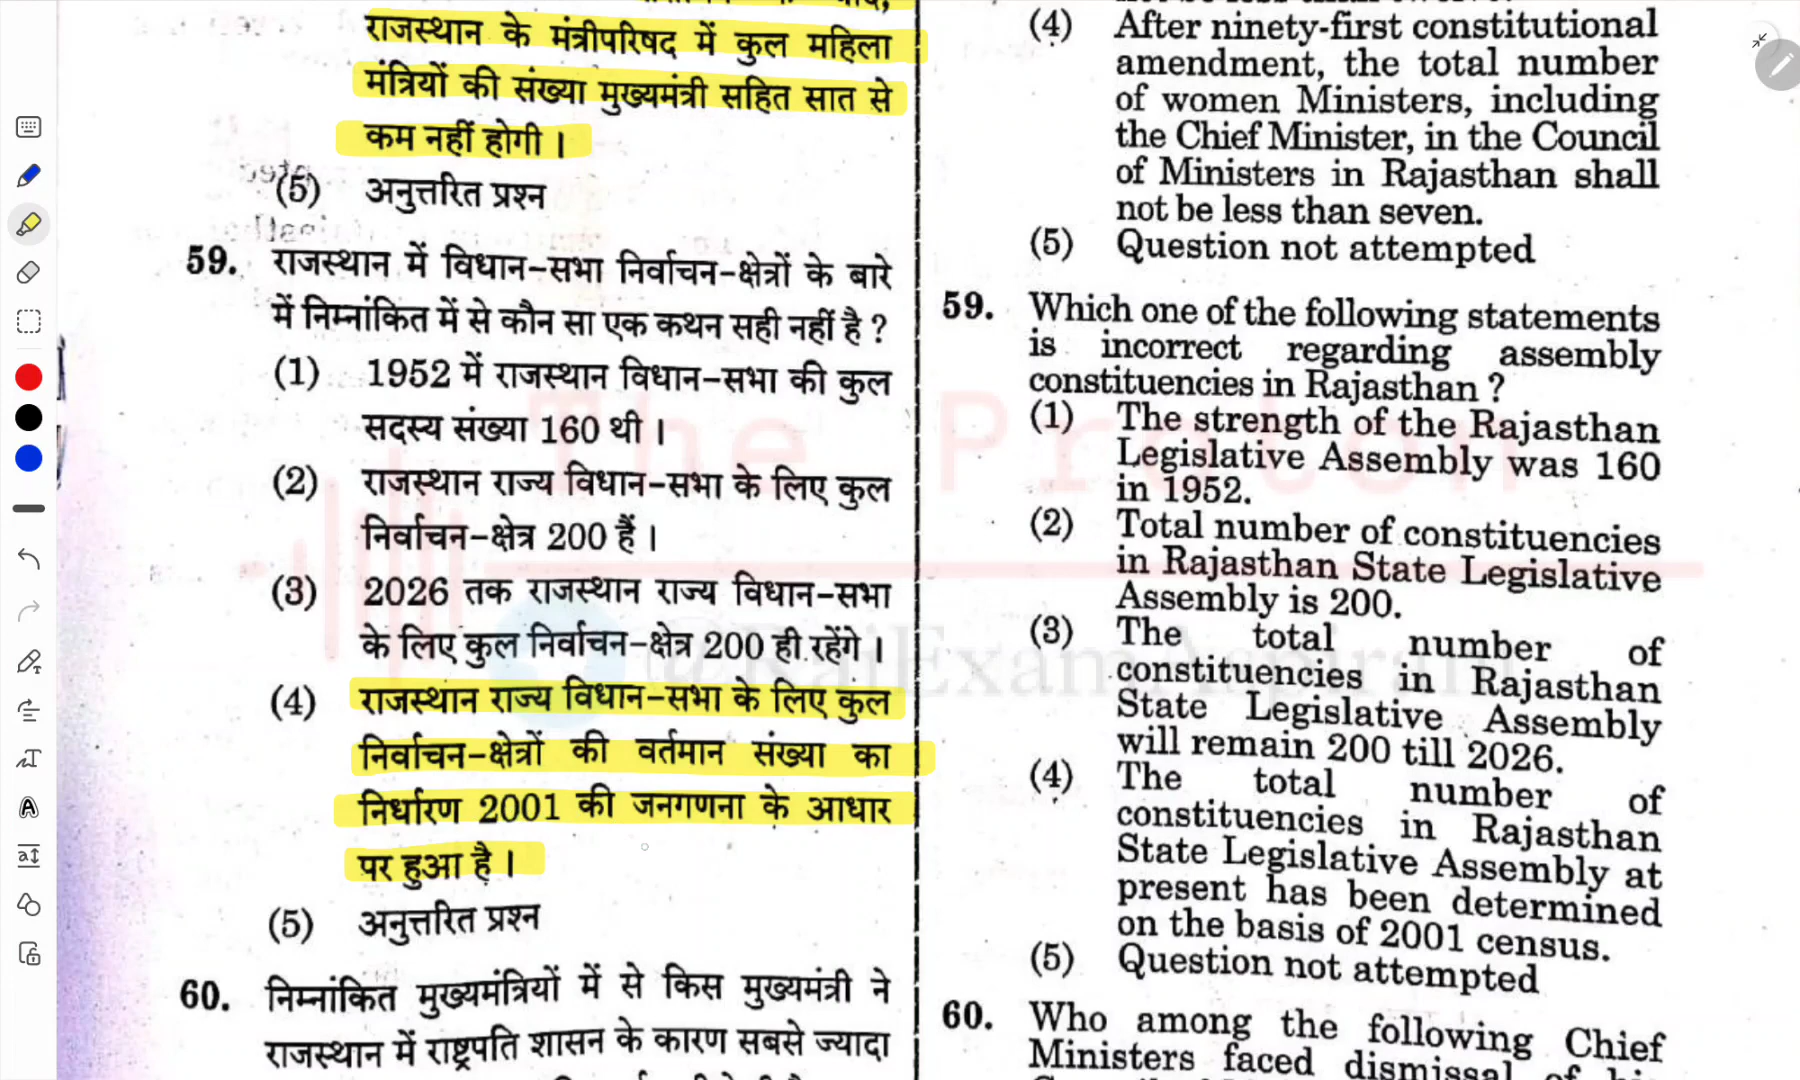 राजस्थान के मंत्रीपरिषद में कुल महिला
मंत्रियों की संख्या मुख्यमंत्री सहित सात से
कम नहीं होगी ।
(5) अनुत्तरित प्रश्न
59. राजस्थान में विधान-सभा निर्वाचन-क्षेत्रों के बारे
में निम्नांकित में से कौन सा एक कथन सही नहीं है ?
(1) 1952 में राजस्थान विधान-सभा की कुल
सदस्य संख्या 160 थी ।
(2) राजस्थान राज्य विधान-सभा के लिए कुल
निर्वाचन-क्षेत्र 200 हैं ।
(3) 2026 तक राजस्थान राज्य विधान-सभा
के लिए कुल निर्वाचन-क्षेत्र 200 ही रहेंगे ।
(4) राजस्थान राज्य विधान-सभा के लिए कुल
निर्वाचन-क्षेत्रों की वर्तमान संख्या का
निर्धारण 2001 की जनगणना के आधार
पर हुआ है ।
(5) अनुत्तरित प्रश्न
60. निम्नांकित मुख्यमंत्रियों में से किस मुख्यमंत्री ने
राजस्थान में राष्ट्रपति शासन के कारण सबसे ज्यादा
(4) After ninety-first constitutional
amendment, the total number
of women Ministers, including
the Chief Minister, in the Council
of Ministers in Rajasthan shall
not be less than seven.
(5) Question not attempted
59. Which one of the following statements
is incorrect regarding assembly
constituencies in Rajasthan ?
(1) The strength of the Rajasthan
Legislative Assembly was 160
in 1952.
(2) Total number of constituencies
in Rajasthan State Legislative
Assembly is 200.
(3) The total number of
constituencies in Rajasthan
State Legislative Assembly
will remain 200 till 2026.
(4) The total number of
constituencies in Rajasthan
State Legislative Assembly at
present has been determined
on the basis of 2001 census.
(5) Question not attempted
60. Who among the following Chief
Ministers faced dismissal of his
The Proton
@RajExamAspirant